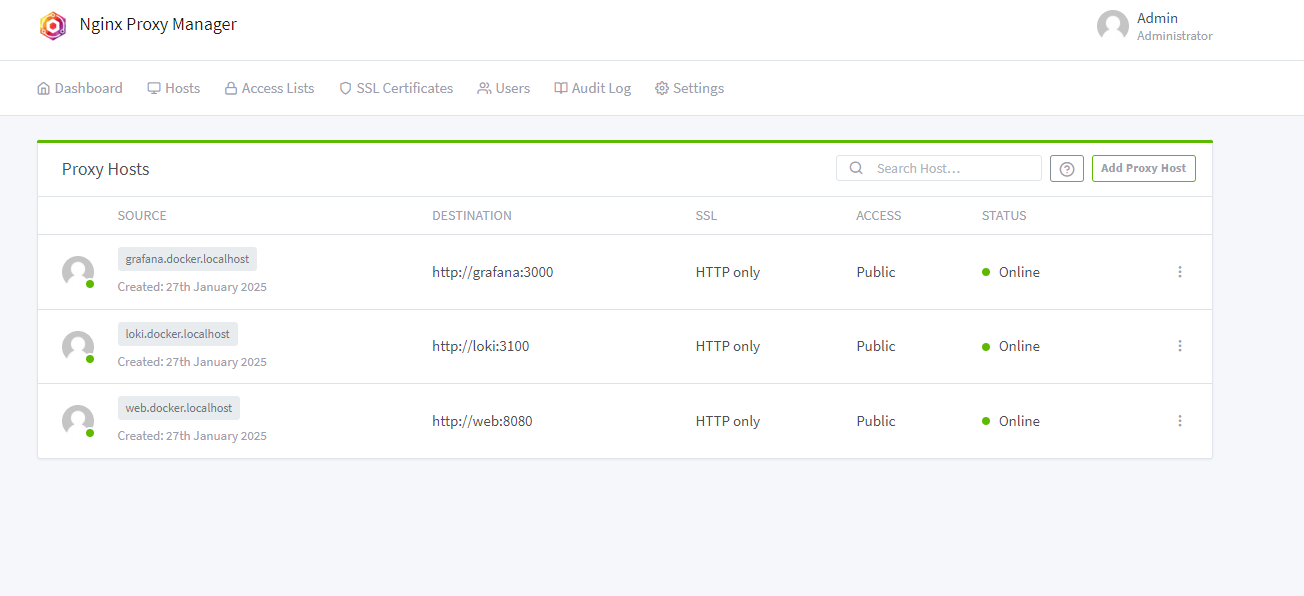 Nginx Proxy Manager
Admin
Administrator
Dashboard Hosts Access Lists SSL Certificates Users Audit Log Settings
Proxy Hosts Search Host... Add Proxy Host
SOURCE DESTINATION SSL ACCESS STATUS
grafana.docker.localhost
http://grafana:3000 HTTP only Public Online
Created: 27th January 2025
loki.docker.localhost
http://loki:3100 HTTP only Public Online
Created: 27th January 2025
web.docker.localhost
http://web:8080 HTTP only Public Online
Created: 27th January 2025